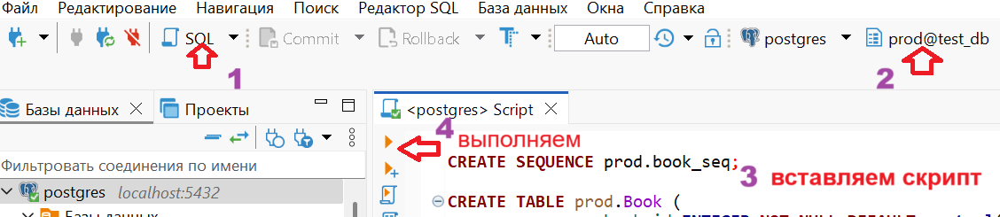 Файл Редактирование Навигация Поиск Редактор SQL База данных Окна Справка
SQL Commit Rollback Auto postgres prod@test_db
1 2
Базы данных Проекты
<postgres> Script
4 выполняем
Фильтровать соединения по имени
CREATE SEQUENCE prod.book_seq;
3 вставляем скрипт
postgres localhost:5432
CREATE TABLE prod.Book (
Базы данных